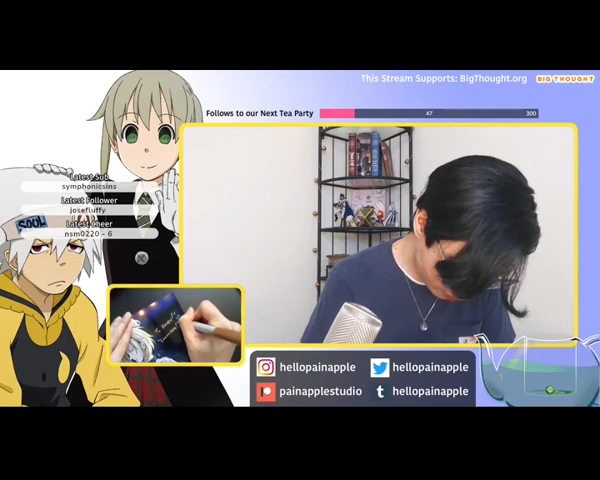 This Stream Supports: BigThought.org
BIG THOUGHT
Follows to our Next Tea Party
47
300
Latest Sub
symphonicsins
Latest Follower
josefluffy
Latest Cheer
nsm0220 - 6
SOUL
hellopainapple
hellopainapple
painapplestudio
hellopainapple